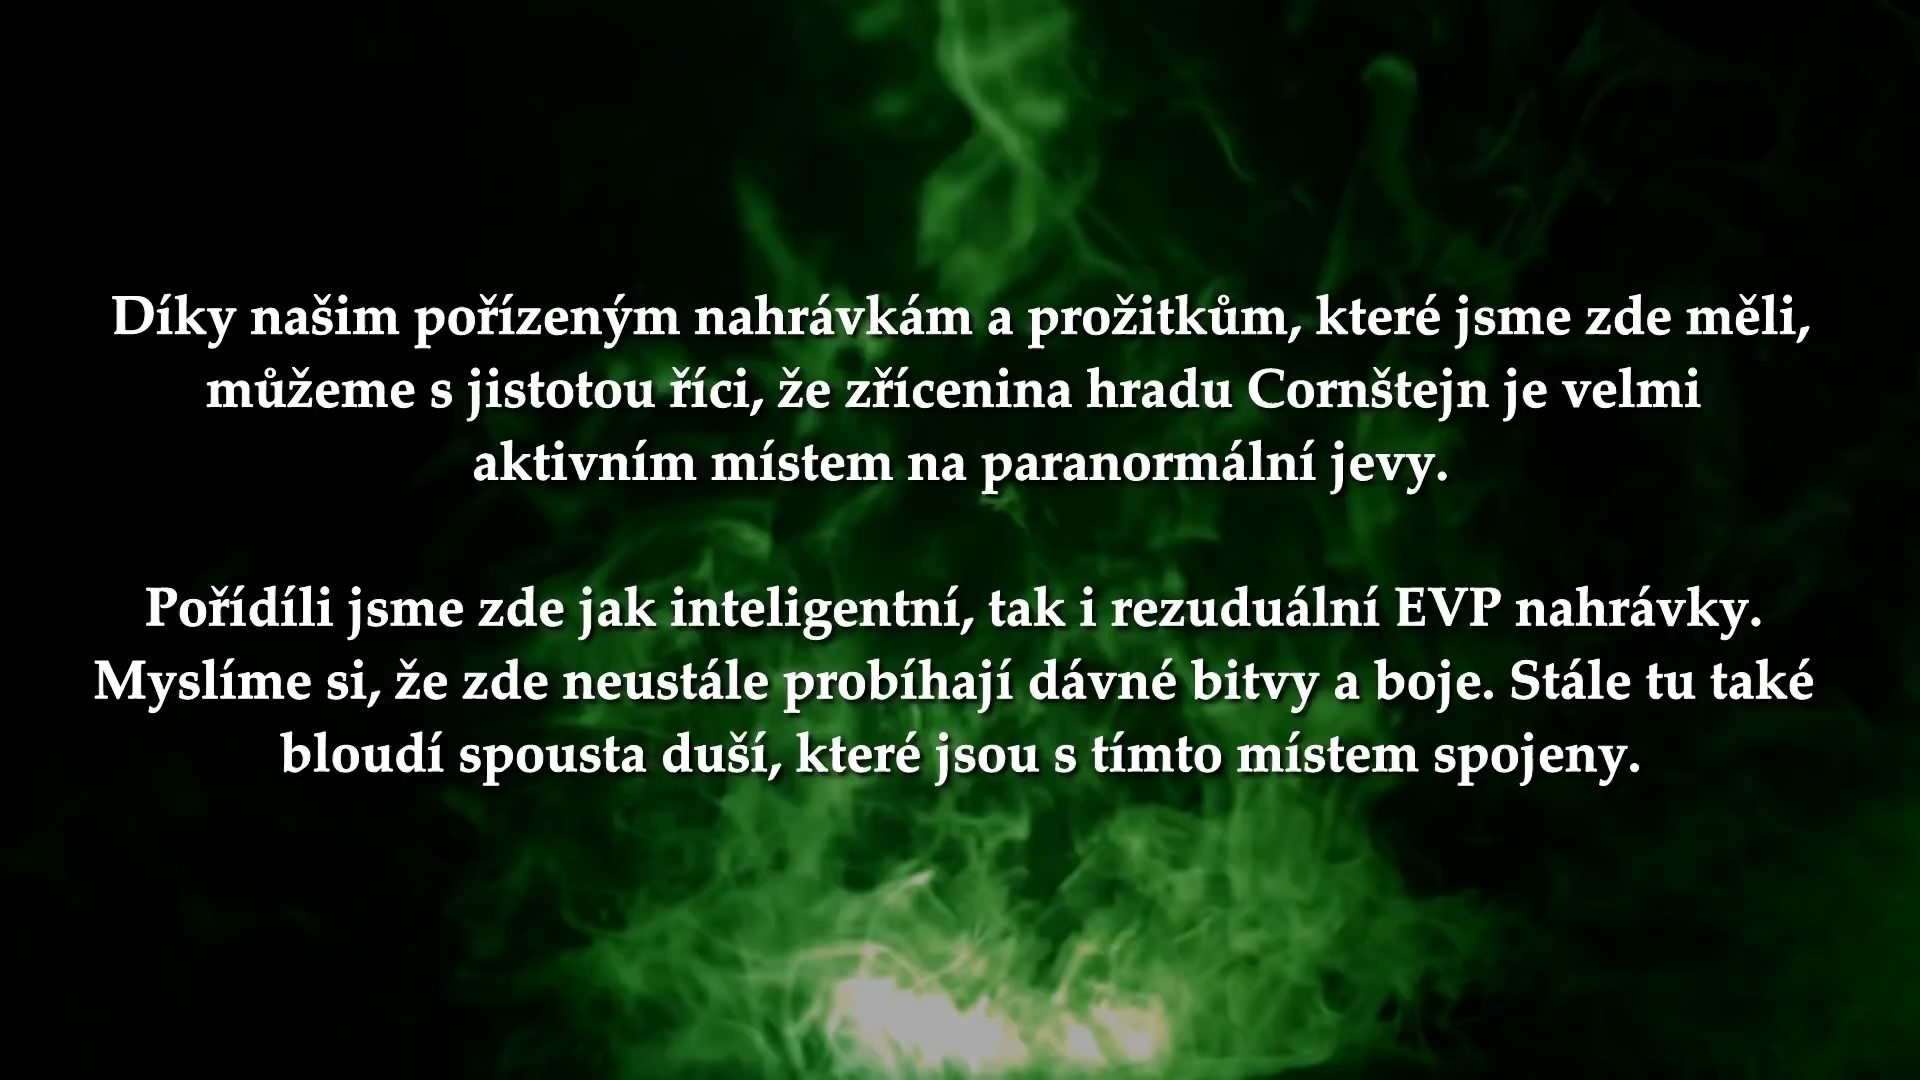 Díky našim pořízeným nahrávkám a prožitkům, které jsme zde měli,
můžeme s jistotou říci, že zřícenina hradu Cornštejn je velmi
aktivním místem na paranormální jevy.
Pořídíli jsme zde jak inteligentní, tak i rezuduální EVP nahrávky.
Myslíme si, že zde neustále probíhají dávné bitvy a boje. Stále tu také
bloudí spousta duší, které jsou s tímto místem spojeny.